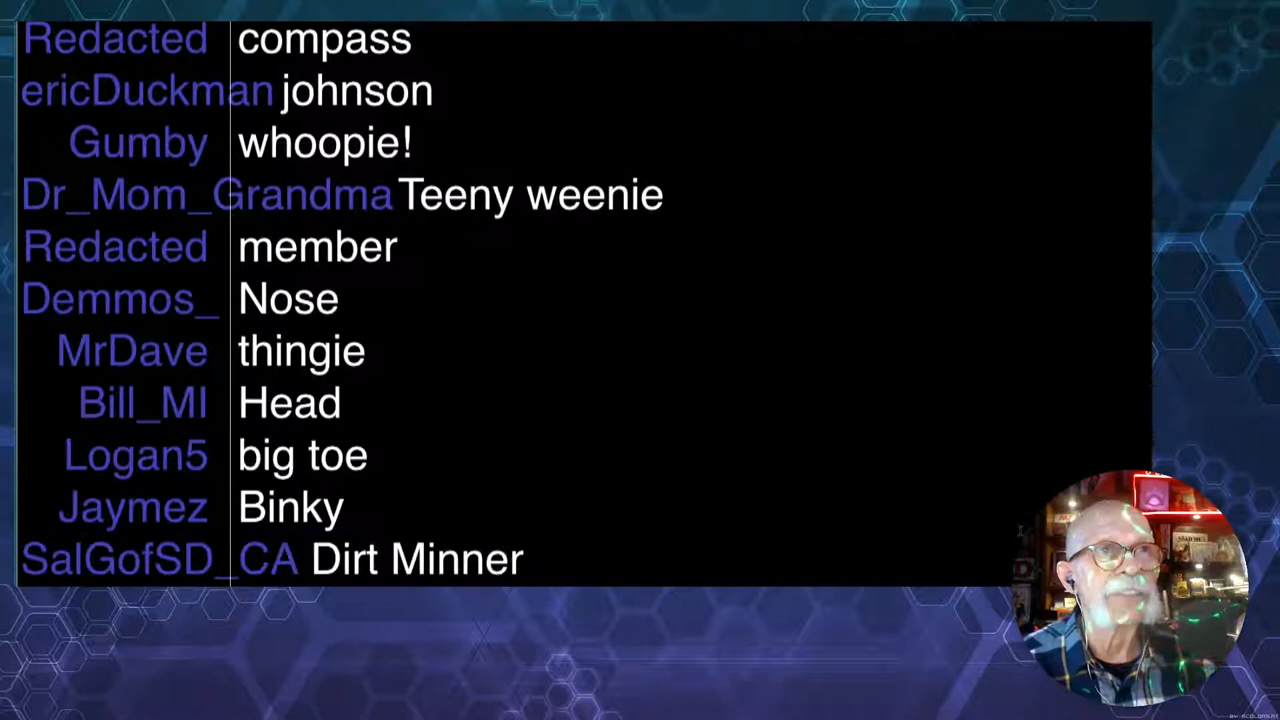 Redacted compass
ericDuckman johnson
Gumby whoopie!
Dr_Mom_Grandma Teeny weenie
Redacted member
Demmos_ Nose
MrDave thingie
Bill_MI Head
Logan5 big toe
Jaymez Binky
SalGofSD_CA Dirt Minner